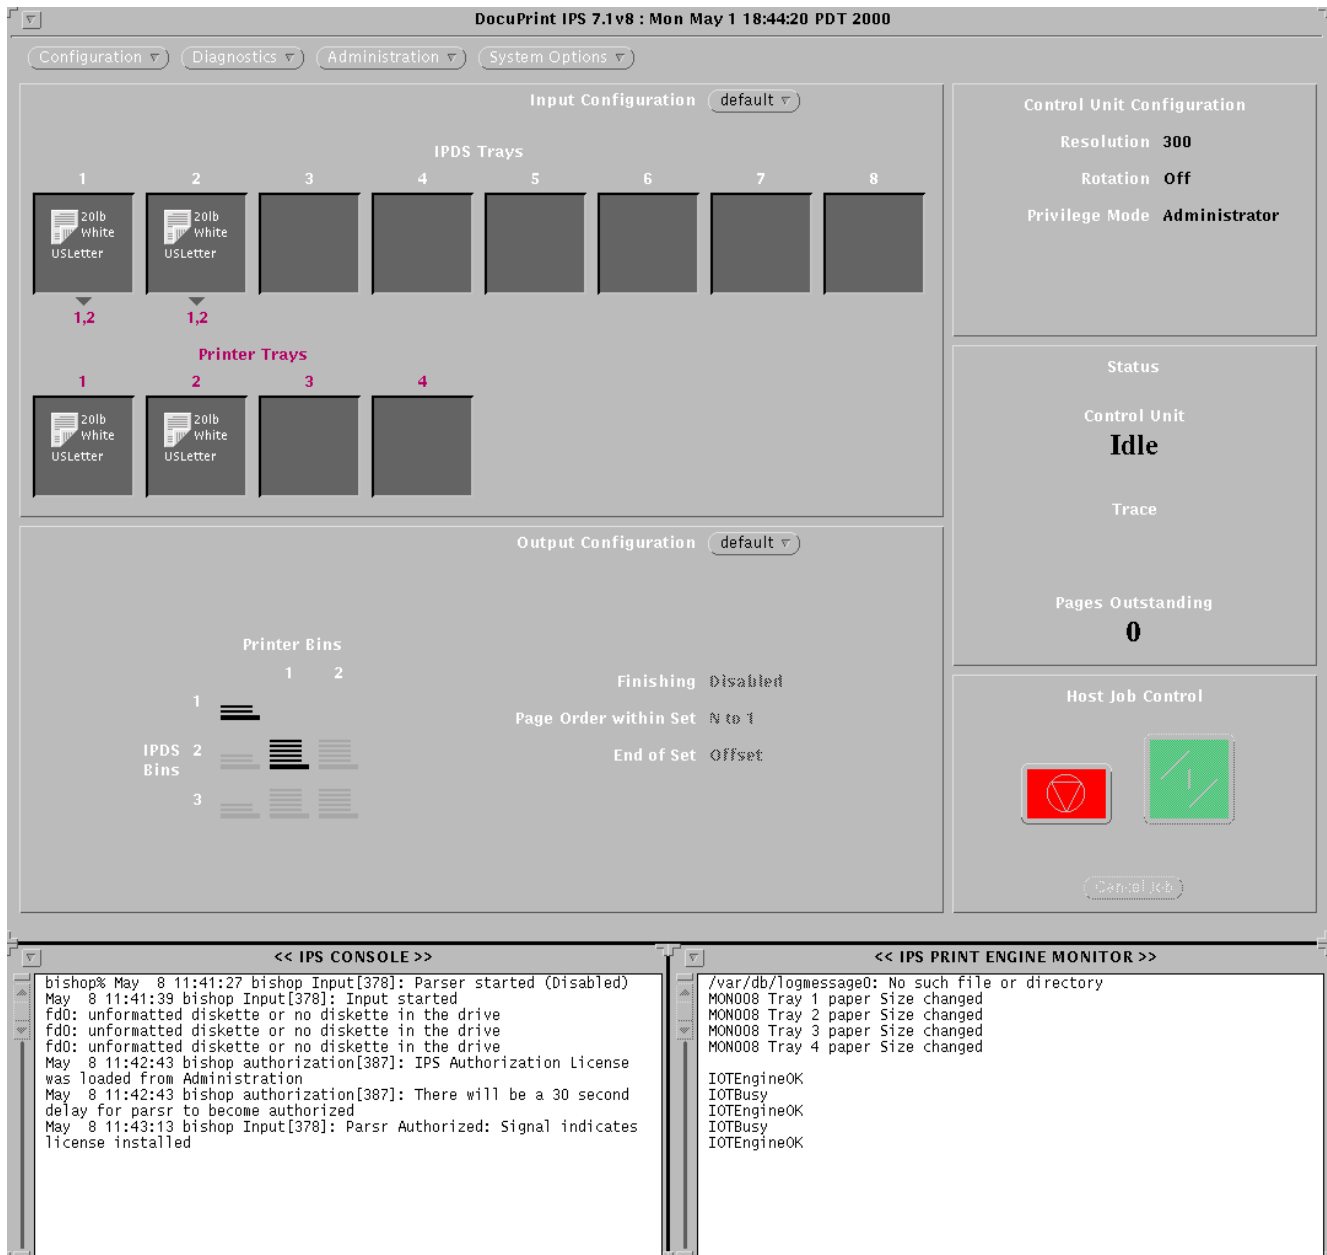 DocuPrint IPS 7.1v8 : Mon May 1 18:44:20 PDT 2000
Configuration Diagnostics Administration System Options
Input Configuration default
IPDS Trays
1 2 3 4 5 6 7 8
20lb White USLetter
20lb White USLetter
1,2 1,2
Printer Trays
1 2 3 4
20lb White USLetter
20lb White USLetter
Control Unit Configuration
Resolution 300
Rotation Off
Privilege Mode Administrator
Status
Control Unit
Idle
Trace
Pages Outstanding
0
Output Configuration default
Printer Bins
1 2
1
IPDS Bins 2
3
Finishing Disabled
Page Order within Set N to 1
End of Set Offset
Host Job Control
Cancel Job
<< IPS CONSOLE >>
bishop% May  8 11:41:27 bishop Input[378]: Parser started (Disabled)
May  8 11:41:39 bishop Input[378]: Input started
fd0: unformatted diskette or no diskette in the drive
fd0: unformatted diskette or no diskette in the drive
fd0: unformatted diskette or no diskette in the drive
May  8 11:42:43 bishop authorization[387]: IPS Authorization License
was loaded from Administration
May  8 11:42:43 bishop authorization[387]: There will be a 30 second
delay for parsr to become authorized
May  8 11:43:13 bishop Input[378]: Parsr Authorized: Signal indicates
license installed
<< IPS PRINT ENGINE MONITOR >>
/var/db/logmessage0: No such file or directory
MON008 Tray 1 paper Size changed
MON008 Tray 2 paper Size changed
MON008 Tray 3 paper Size changed
MON008 Tray 4 paper Size changed
IOTEngineOK
IOTBusy
IOTEngineOK
IOTBusy
IOTEngineOK